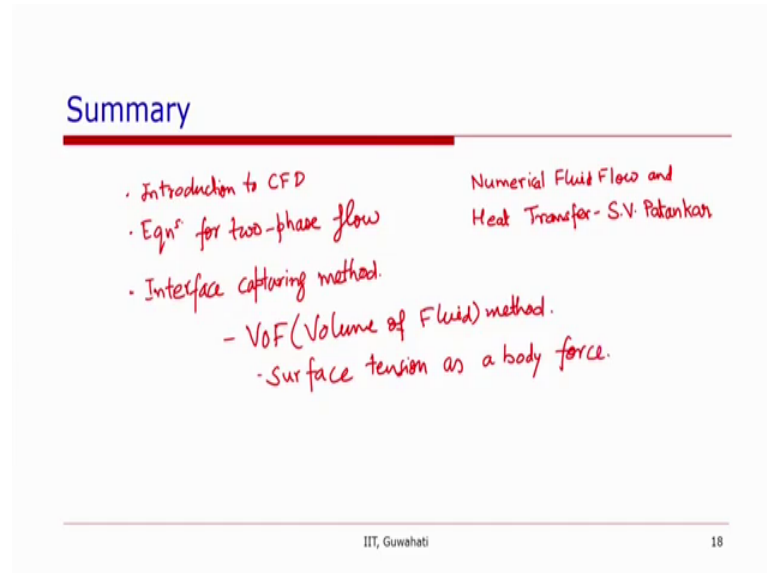 Summary
· Introduction to CFD
· Eqnˢ for two-phase flow
· Interface capturing method.
- VOF (Volume of Fluid) method.
· Surface tension as a body force.
Numerical Fluid Flow and
Heat Transfer - S.V. Patankar
IIT, Guwahati
18